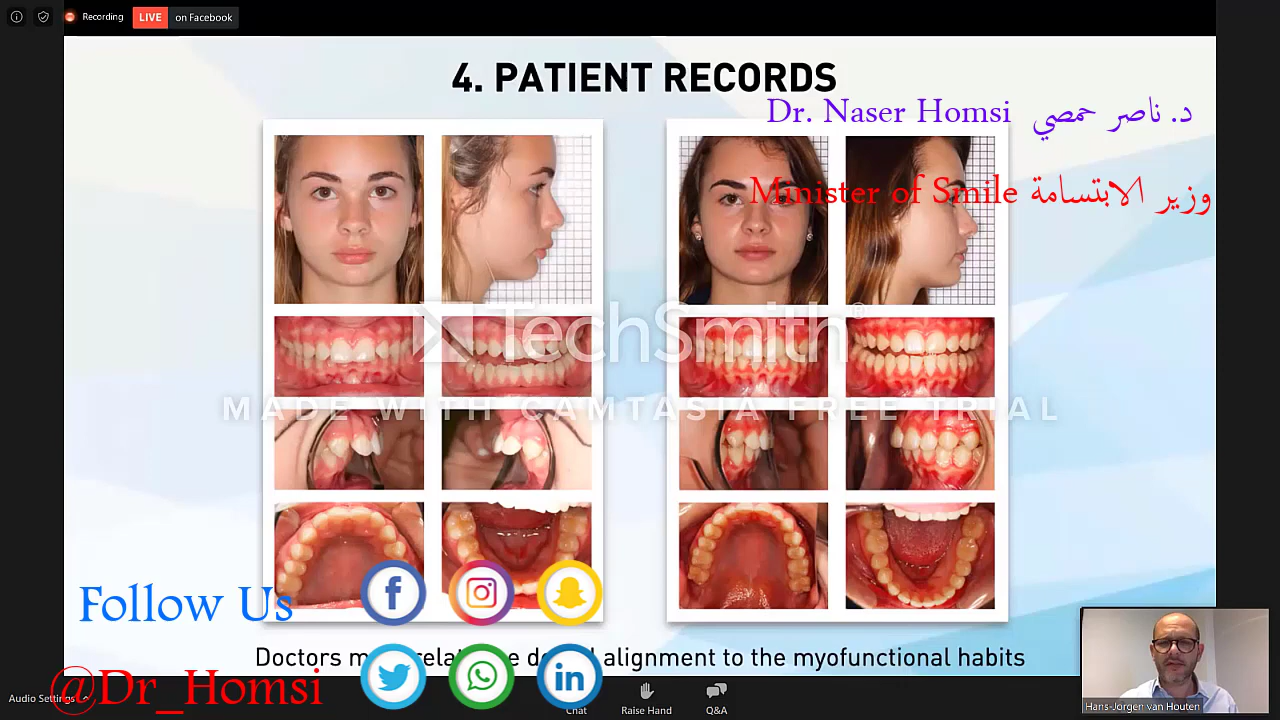 Recording
LIVE on Facebook
4. PATIENT RECORDS
Dr. Naser Homsi د. ناصر حمصي
Minister of Smile وزير الابتسامة
TechSmith®
MADE WITH CAMTASIA FREE TRIAL
Follow Us
Doctors alignment to the myofunctional habits
@Dr_Homsi
Audio Settings
Chat
Raise Hand
Q&A
Hans-Jörgen van Houten